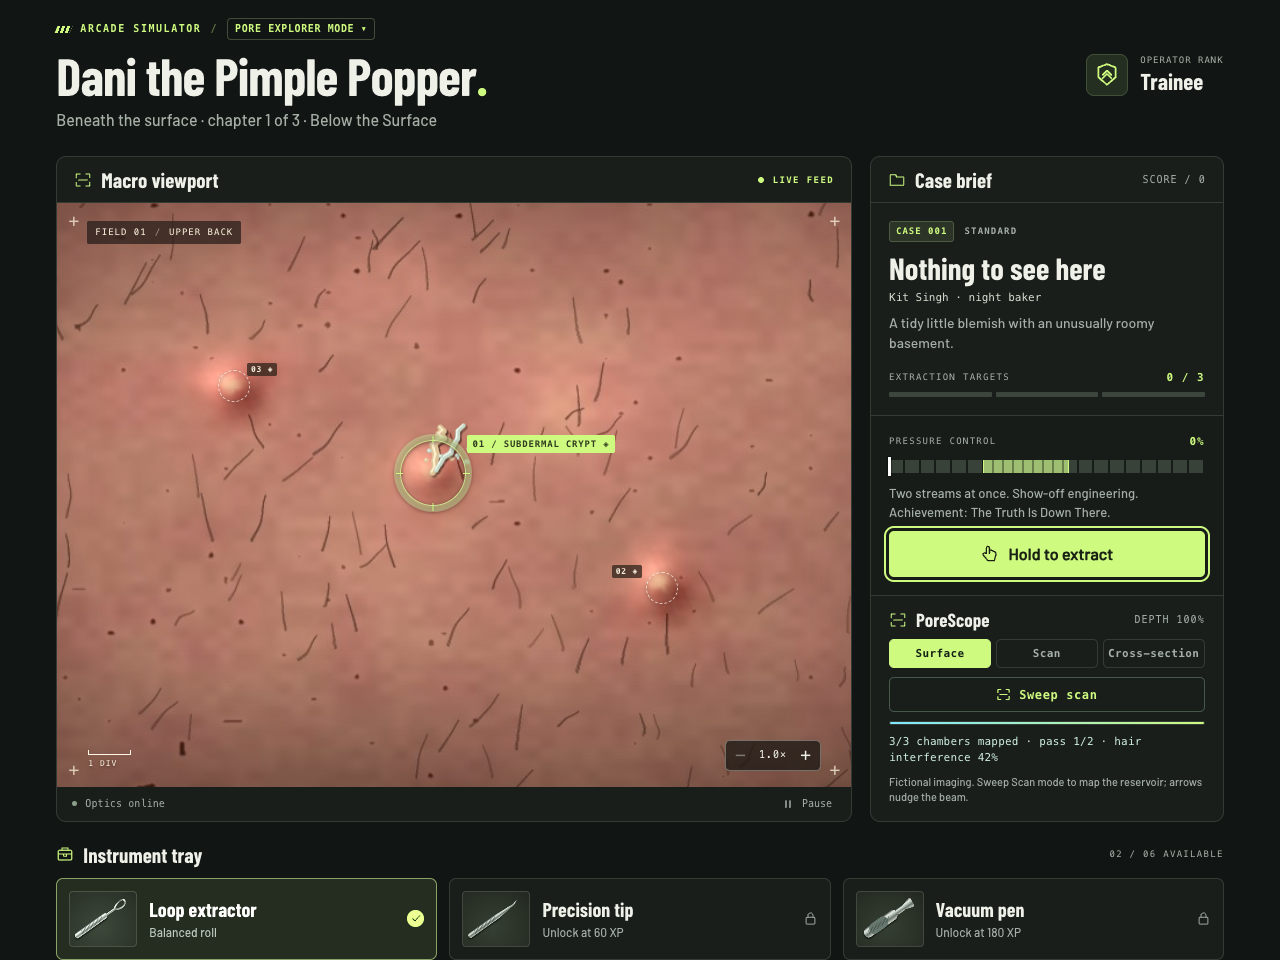 ARCADE SIMULATOR / PORE EXPLORER MODE ▾
Dani the Pimple Popper.
Beneath the surface · chapter 1 of 3 · Below the Surface
OPERATOR RANK
Trainee
Macro viewport
LIVE FEED
FIELD 01 / UPPER BACK
03 ◈
01 / SUBDERMAL CRYPT ◈
02 ◈
1 DIV
− 1.0× +
Optics online
Pause
Case brief
SCORE / 0
CASE 001 STANDARD
Nothing to see here
Kit Singh · night baker
A tidy little blemish with an unusually roomy
basement.
EXTRACTION TARGETS 0 / 3
PRESSURE CONTROL 0%
Two streams at once. Show-off engineering.
Achievement: The Truth Is Down There.
Hold to extract
PoreScope
DEPTH 100%
Surface
Scan
Cross-section
Sweep scan
3/3 chambers mapped · pass 1/2 · hair
interference 42%
Fictional imaging. Sweep Scan mode to map the reservoir; arrows
nudge the beam.
Instrument tray
02 / 06 AVAILABLE
Loop extractor
Balanced roll
Precision tip
Unlock at 60 XP
Vacuum pen
Unlock at 180 XP